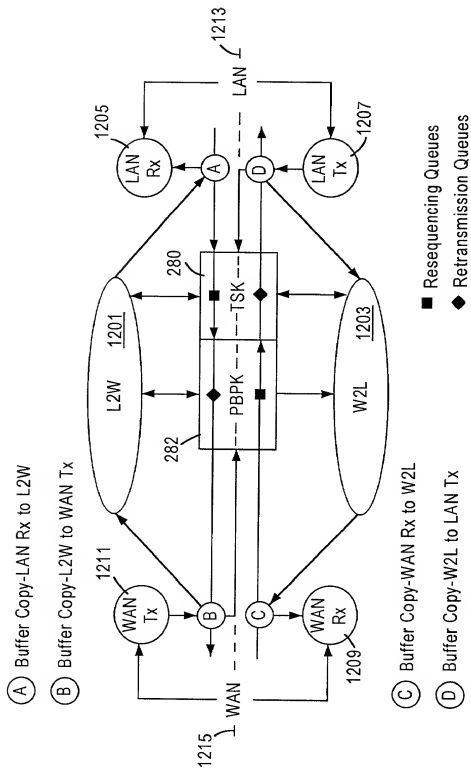 Ⓐ Buffer Copy-LAN Rx to L2W
Ⓑ Buffer Copy-L2W to WAN Tx
1215
WAN
1211
WAN
Tx
B
C
WAN
Rx
1209
L2W
1201
282
PBPK
280
TSK
W2L
1203
1205
LAN
Rx
A
D
LAN
Tx
1207
LAN
1213
Ⓒ Buffer Copy-WAN Rx to W2L
Ⓓ Buffer Copy-W2L to LAN Tx
■ Resequencing Queues
◆ Retransmission Queues